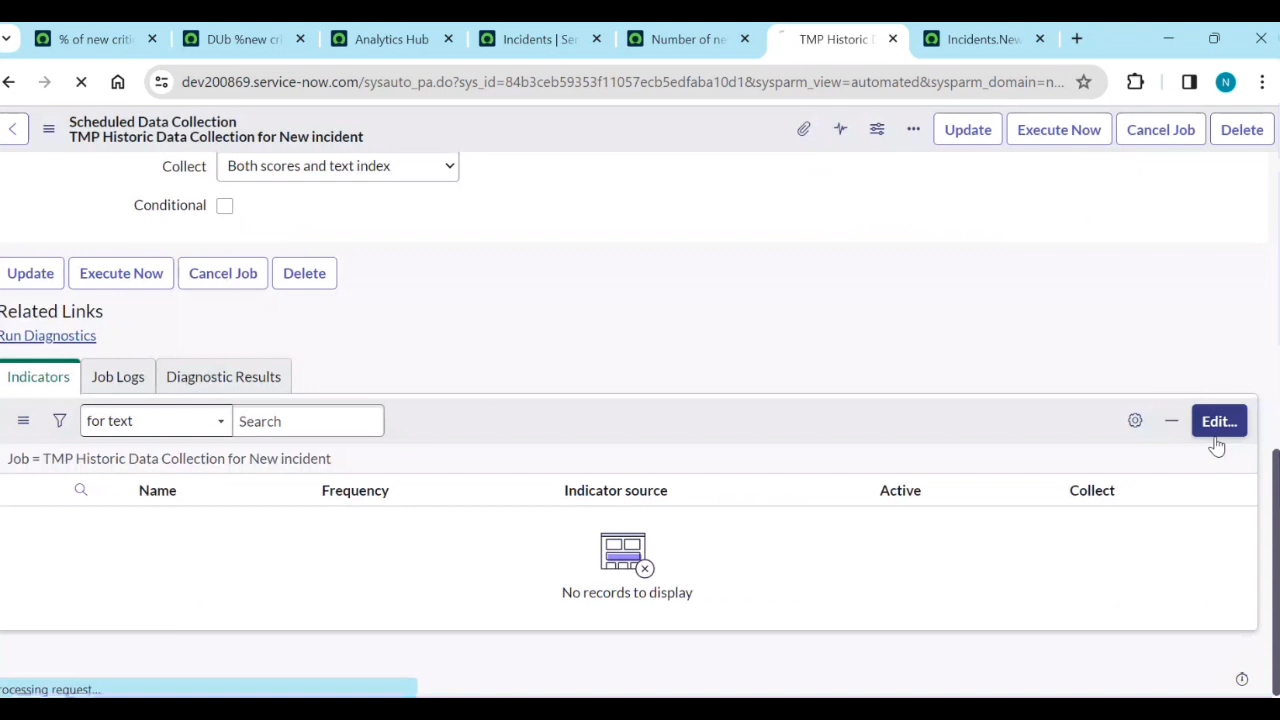 % of new criti
DUb %new cri
Analytics Hub
Incidents | Ser
Number of ne
TMP Historic D
Incidents.New
dev200869.service-now.com/sysauto_pa.do?sys_id=84b3ceb59353f11057ecb5edfaba10d1&sysparm_view=automated&sysparm_domain=n...
N
Scheduled Data Collection
TMP Historic Data Collection for New incident
Update
Execute Now
Cancel Job
Delete
Collect
Both scores and text index
Conditional
Update
Execute Now
Cancel Job
Delete
Related Links
Run Diagnostics
Indicators
Job Logs
Diagnostic Results
for text
Search
Edit...
Job = TMP Historic Data Collection for New incident
Name
Frequency
Indicator source
Active
Collect
No records to display
rocessing request...